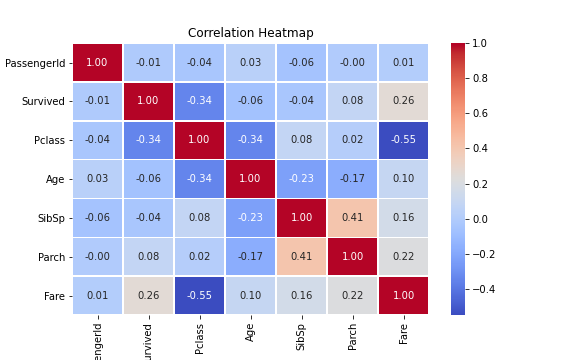 Correlation Heatmap
PassengerId 1.00 -0.01 -0.04 0.03 -0.06 -0.00 0.01
Survived -0.01 1.00 -0.34 -0.06 -0.04 0.08 0.26
Pclass -0.04 -0.34 1.00 -0.34 0.08 0.02 -0.55
Age 0.03 -0.06 -0.34 1.00 -0.23 -0.17 0.10
SibSp -0.06 -0.04 0.08 -0.23 1.00 0.41 0.16
Parch -0.00 0.08 0.02 -0.17 0.41 1.00 0.22
Fare 0.01 0.26 -0.55 0.10 0.16 0.22 1.00
engerId
urvived
Pclass
Age
SibSp
Parch
Fare
1.0
0.8
0.6
0.4
0.2
0.0
−0.2
−0.4